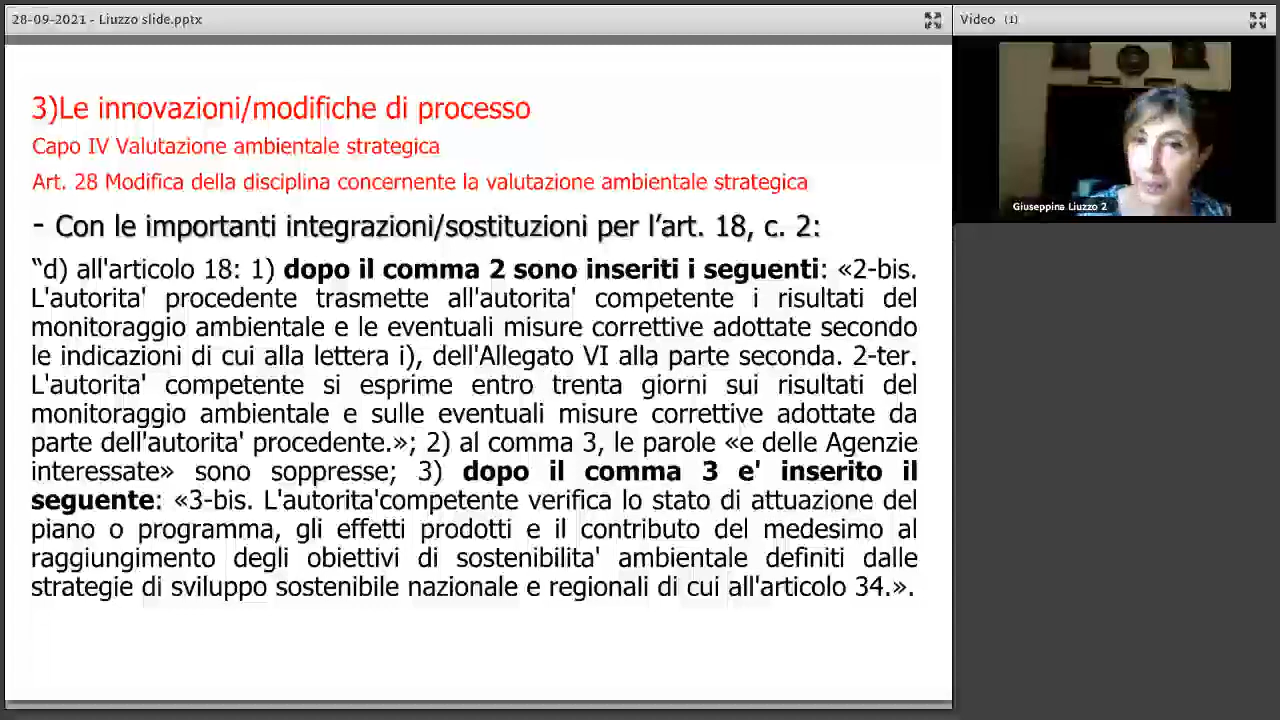 28-09-2021 - Liuzzo slide.pptx
Video (1)
Giuseppina Liuzzo 2
3)Le innovazioni/modifiche di processo
Capo IV Valutazione ambientale strategica
Art. 28 Modifica della disciplina concernente la valutazione ambientale strategica
- Con le importanti integrazioni/sostituzioni per l’art. 18, c. 2:
“d) all'articolo 18: 1) dopo il comma 2 sono inseriti i seguenti: «2-bis.
L'autorita' procedente trasmette all'autorita' competente i risultati del
monitoraggio ambientale e le eventuali misure correttive adottate secondo
le indicazioni di cui alla lettera i), dell'Allegato VI alla parte seconda. 2-ter.
L'autorita' competente si esprime entro trenta giorni sui risultati del
monitoraggio ambientale e sulle eventuali misure correttive adottate da
parte dell'autorita' procedente.»; 2) al comma 3, le parole «e delle Agenzie
interessate» sono soppresse; 3) dopo il comma 3 e' inserito il
seguente: «3-bis. L'autorita'competente verifica lo stato di attuazione del
piano o programma, gli effetti prodotti e il contributo del medesimo al
raggiungimento degli obiettivi di sostenibilita' ambientale definiti dalle
strategie di sviluppo sostenibile nazionale e regionali di cui all'articolo 34.».